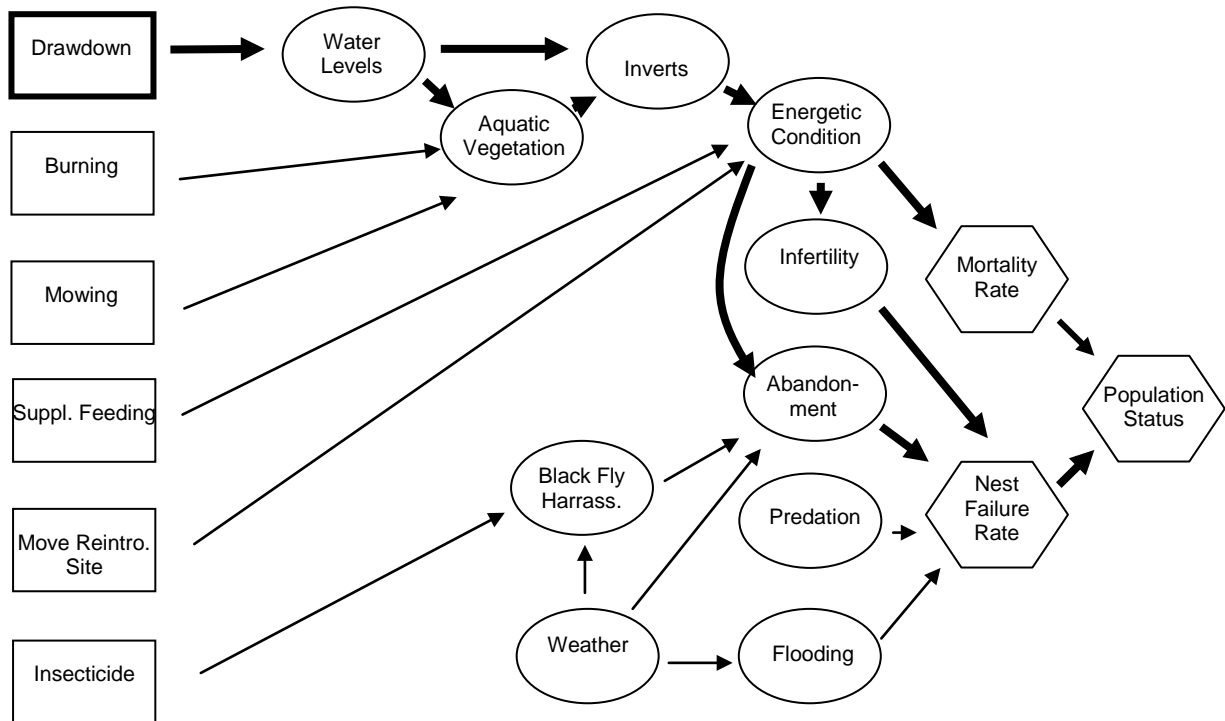 Drawdown
Water
Levels
Inverts
Aquatic
Vegetation
Energetic
Condition
Burning
Infertility
Mowing
Mortality
Rate
Suppl. Feeding
Abandon-
ment
Population
Status
Black Fly
Harrass.
Predation
Nest
Failure
Rate
Move Reintro.
Site
Weather
Flooding
Insecticide